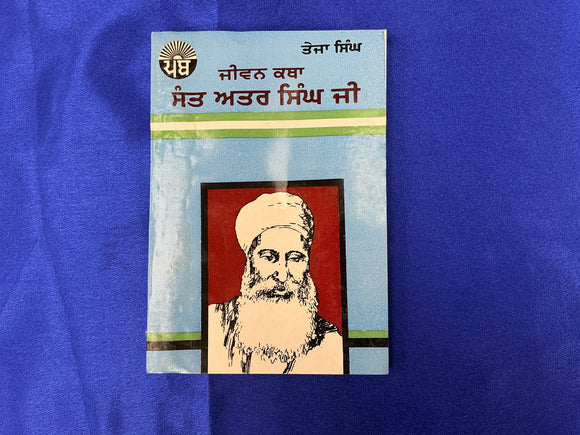 ਪਬ
ਤੇਜਾ ਸਿੰਘ
ਜੀਵਨ ਕਥਾ
ਸੰਤ ਅਤਰ ਸਿੰਘ ਜੀ